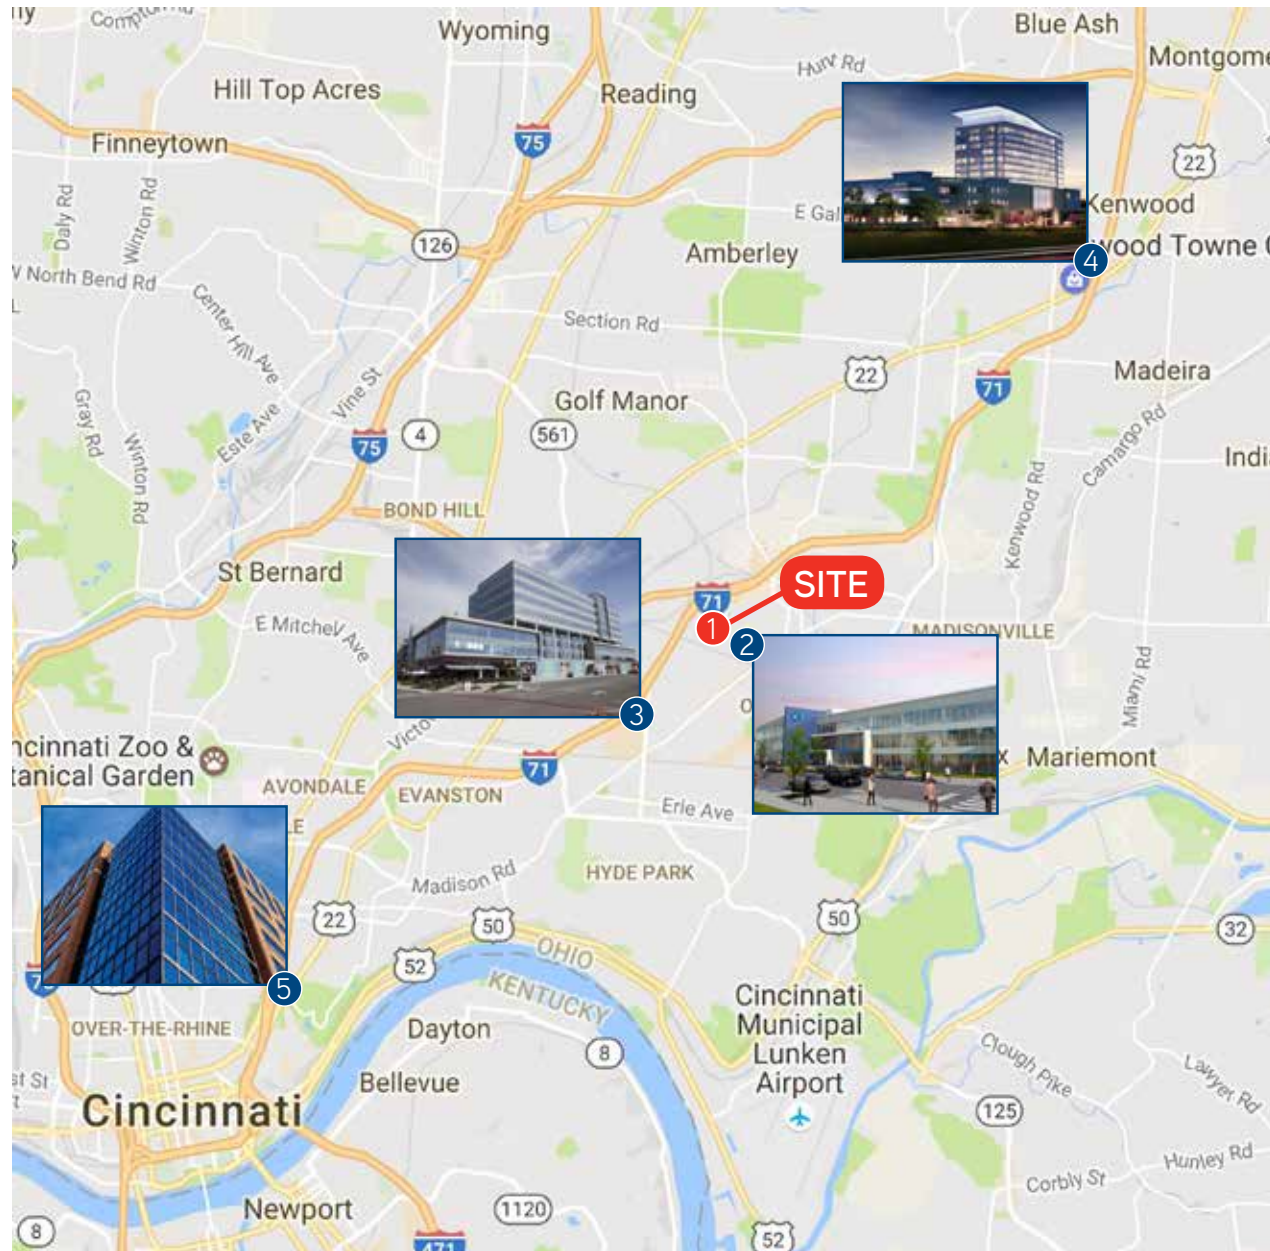 Wyoming
Blue Ash
Hunt Rd
Hill Top Acres
Reading
Finneytown
75
22
Daly Rd
Winton Rd
Kenwood
E Gal
126
Amberley
wood Towne
4
W North Bend Rd
Center Hill Ave
Section Rd
Vine St
22
71
Madeira
Gray Rd
Este Ave
Golf Manor
Camargo Rd
Winton Rd
75
4
561
Indi
Kenwood Rd
BOND HILL
St Bernard
71
SITE
1
E Mitchell Ave
2
MADISONVILLE
Miami Rd
3
Victo
ncinnati Zoo &
tanical Garden
71
x
Mariemont
AVONDALE
EVANSTON
Erie Ave
LE
HYDE PARK
Madison Rd
22
50
50
32
52
OHIO
KENTUCKY
5
OVER-THE-RHINE
Dayton
Cincinnati
Municipal
Lunken
Airport
8
Clough Pike
Lawyer Rd
st St
Bellevue
Cincinnati
125
Hunley Rd
Corbly St
Newport
1120
8
471
52